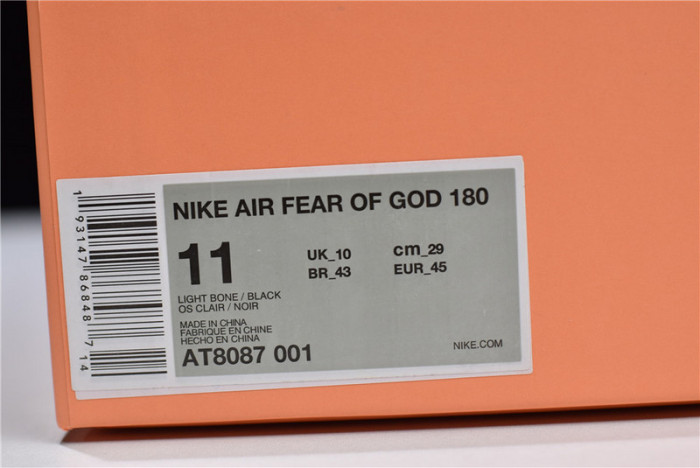 NIKE AIR FEAR OF GOD 180
11
UK_10 cm_29
BR_43 EUR_45
LIGHT BONE / BLACK
OS CLAIR / NOIR
MADE IN CHINA
FABRIQUE EN CHINE
HECHO EN CHINA
AT8087 001
NIKE.COM
1 93147 86848 7 14